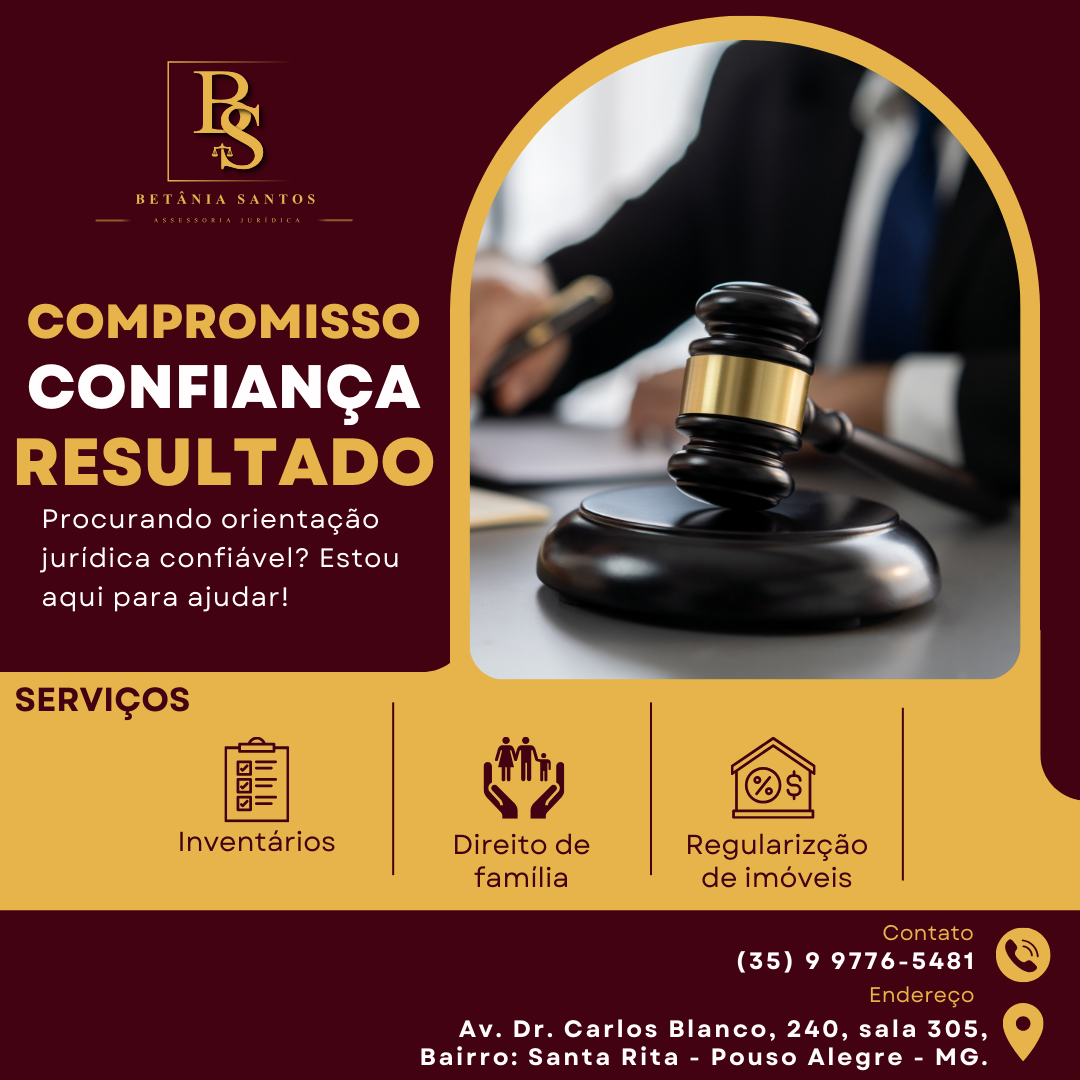 BS
BETÂNIA SANTOS
ASSESSORIA JURÍDICA
COMPROMISSO
CONFIANÇA
RESULTADO
Procurando orientação
jurídica confiável? Estou
aqui para ajudar!
SERVIÇOS
Inventários
Direito de
família
Regularizção
de imóveis
Contato
(35) 9 9776-5481
Endereço
Av. Dr. Carlos Blanco, 240, sala 305,
Bairro: Santa Rita - Pouso Alegre - MG.